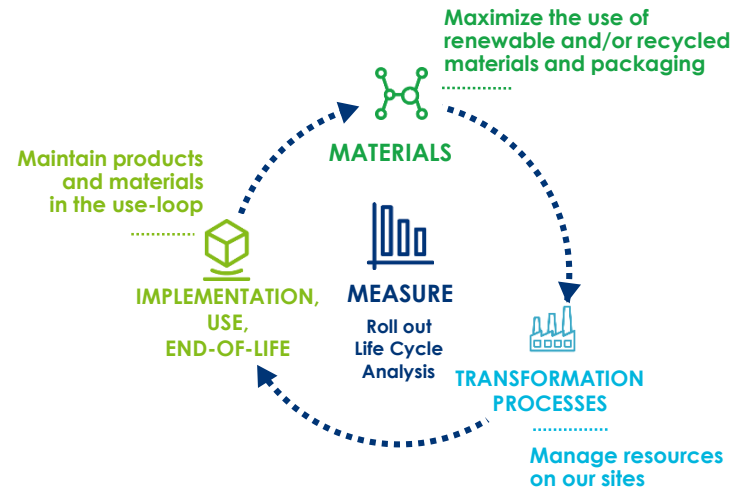 Maximize the use of
renewable and/or recycled
materials and packaging
MATERIALS
Maintain products
and materials
in the use-loop
IMPLEMENTATION,
USE,
END-OF-LIFE
MEASURE
Roll out
Life Cycle
Analysis
TRANSFORMATION
PROCESSES
Manage resources
on our sites